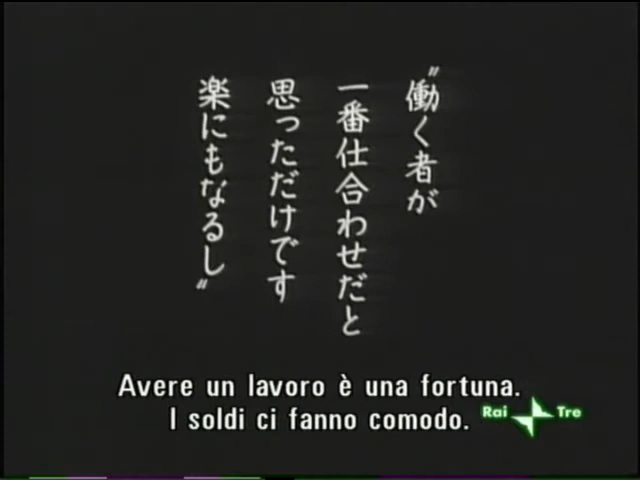 〝働く者が
一番仕合わせだと
思っただけです
楽にもなるし〟
Avere un lavoro è una fortuna.
I soldi ci fanno comodo.
Rai Tre